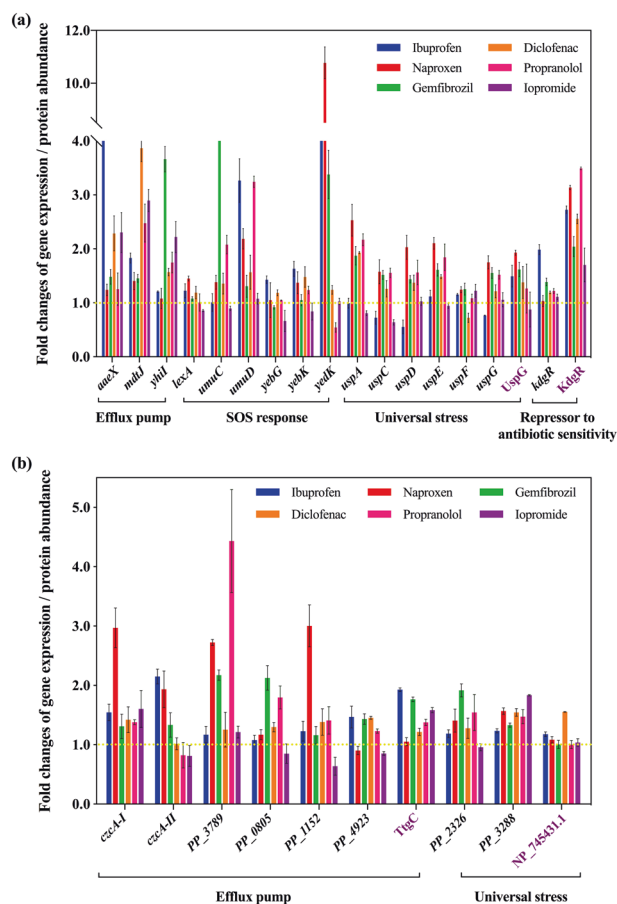 (a)
Fold changes of gene expression / protein abundance
12.0
10.0
4.0
3.0
2.0
1.0
0.0
Ibuprofen
Naproxen
Gemfibrozil
Diclofenac
Propranolol
Iopromide
aaeX
mdtJ
yhiI
lexA
umuC
umuD
yebG
yebK
yedK
uspA
uspC
uspD
uspE
uspF
uspG
UspG
kdgR
KdgR
Efflux pump
SOS response
Universal stress
Repressor to
antibiotic sensitivity
(b)
Fold changes of gene expression / protein abundance
5.0
4.0
3.0
2.0
1.0
0.0
Ibuprofen
Naproxen
Gemfibrozil
Diclofenac
Propranolol
Iopromide
czcA-I
czcA-II
PP_3789
PP_0805
PP_1152
PP_4923
TtgC
PP_2326
PP_3288
NP_745431.1
Efflux pump
Universal stress